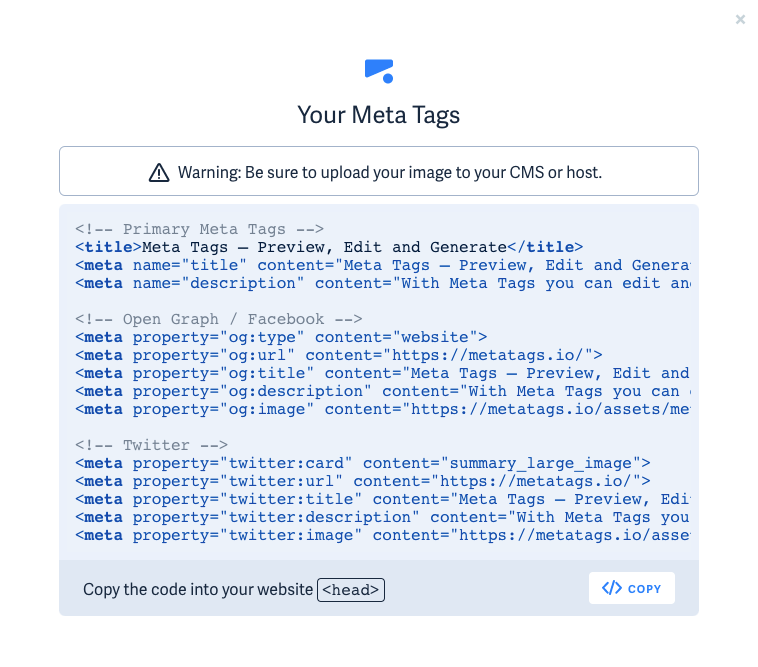 ×
Your Meta Tags
Warning: Be sure to upload your image to your CMS or host.
<!-- Primary Meta Tags -->
<title>Meta Tags — Preview, Edit and Generate</title>
<meta name="title" content="Meta Tags — Preview, Edit and Genera
<meta name="description" content="With Meta Tags you can edit an
<!-- Open Graph / Facebook -->
<meta property="og:type" content="website">
<meta property="og:url" content="https://metatags.io/">
<meta property="og:title" content="Meta Tags — Preview, Edit and
<meta property="og:description" content="With Meta Tags you can
<meta property="og:image" content="https://metatags.io/assets/me
<!-- Twitter -->
<meta property="twitter:card" content="summary_large_image">
<meta property="twitter:url" content="https://metatags.io/">
<meta property="twitter:title" content="Meta Tags — Preview, Edi
<meta property="twitter:description" content="With Meta Tags you
<meta property="twitter:image" content="https://metatags.io/asse
Copy the code into your website <head>
</> COPY